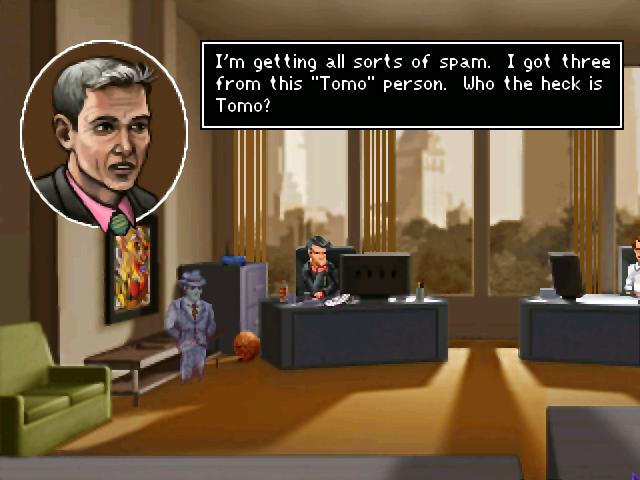 I'm getting all sorts of spam.  I got three
from this "Tomo" person.  Who the heck is
Tomo?